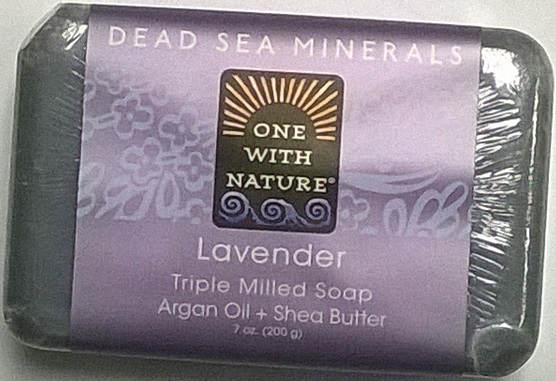 DEAD SEA MINERALS
ONE
WITH
NATURE®
Lavender
Triple Milled Soap
Argan Oil + Shea Butter
7 oz. (200 g)